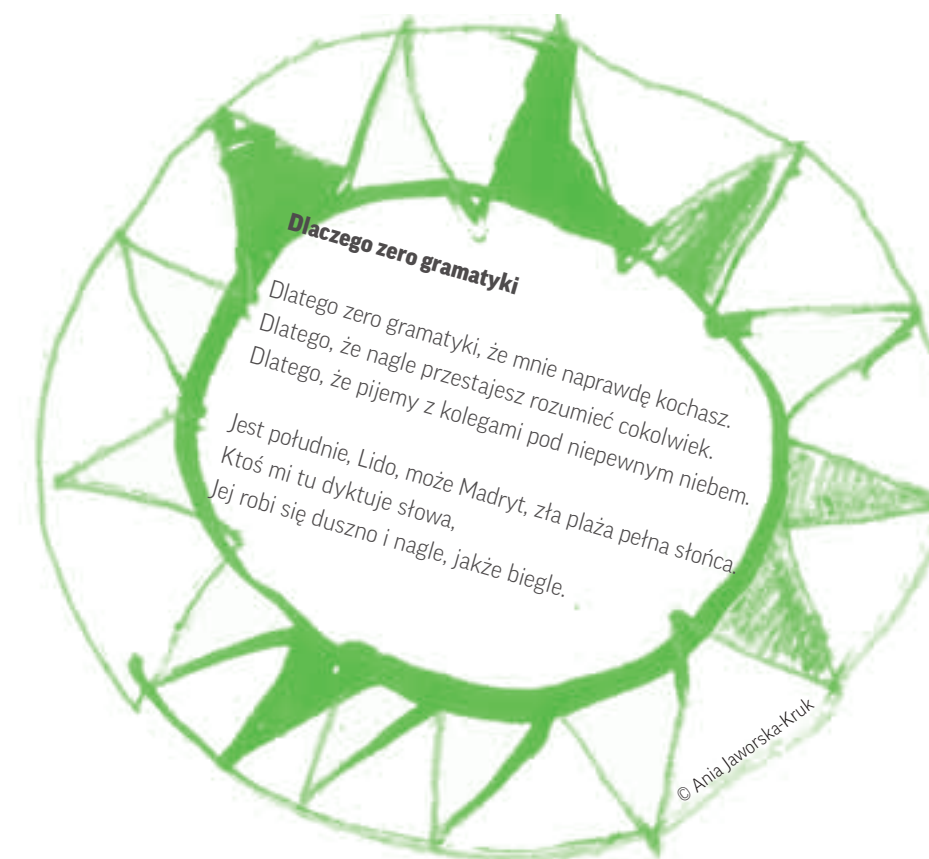 Dlaczego zero gramatyki
Dlatego zero gramatyki, że mnie naprawdę kochasz.
Dlatego, że nagle przestajesz rozumieć cokolwiek.
Dlatego, że pijemy z kolegami pod niepewnym niebem.
Jest południe, Lido, może Madryt, zła plaża pełna słońca.
Ktoś mi tu dyktuje słowa,
Jej robi się duszno i nagle, jakże biegle.
© Ania Jaworska-Kruk